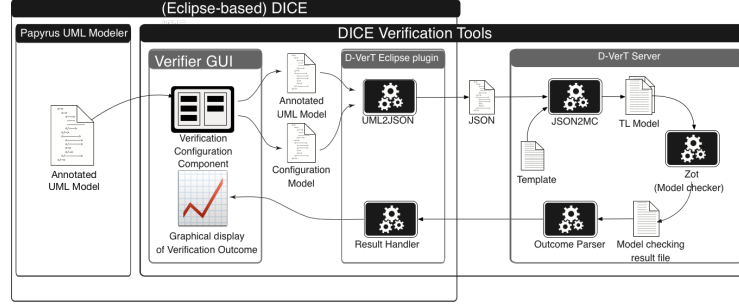 (Eclipse-based) DICE
DICE Verification Tools
Papyrus UML Modeler
Verifier GUI
D-VerT Eclipse plugin
D-VerT Server
Annotated
UML Model
Verification
Configuration
Component
Annotated
UML Model
Configuration
Model
UML2JSON
JSON
JSON2MC
TL Model
Template
Zot
(Model checker)
Graphical display
of Verification Outcome
Result Handler
Outcome Parser
Model checking
result file